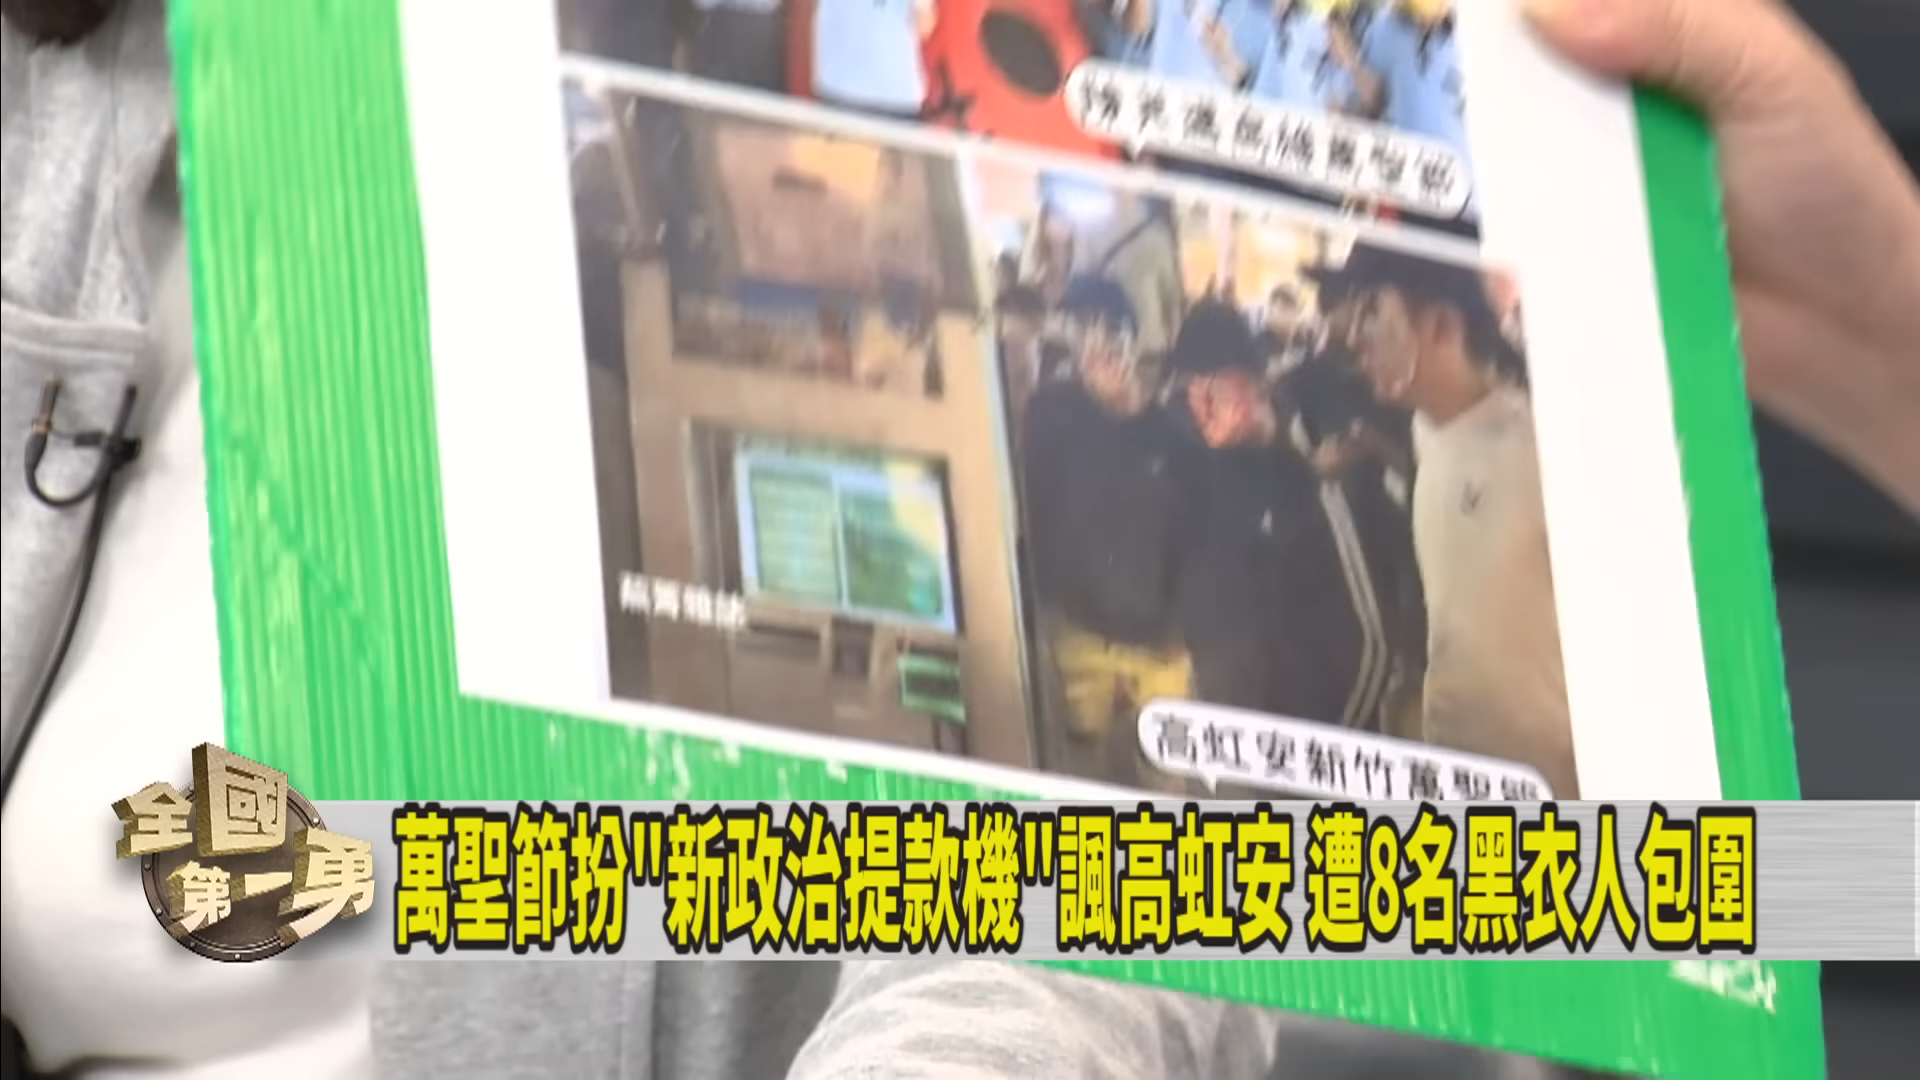 高虹安新竹萬聖節
全國
第一勇
萬聖節扮"新政治提款機"諷高虹安 遭8名黑衣人包圍